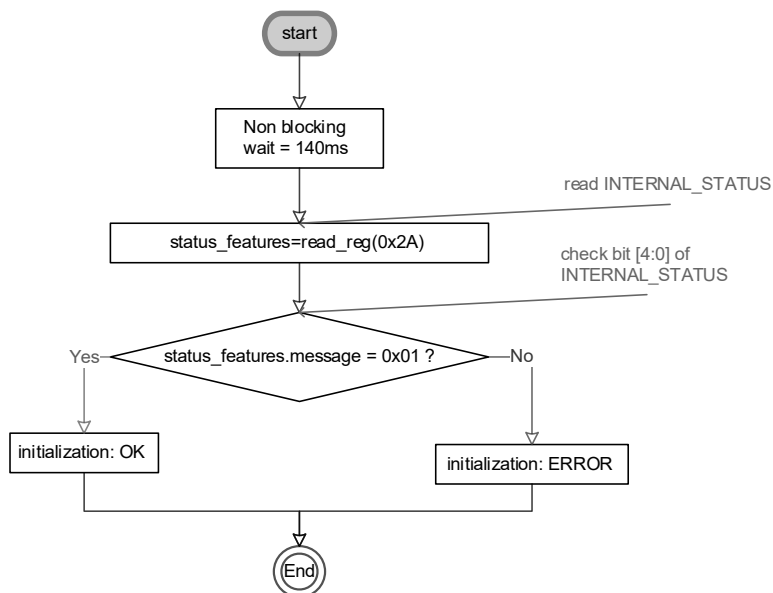 start
Non blocking
wait = 140ms
read INTERNAL_STATUS
status_features=read_reg(0x2A)
check bit [4:0] of
INTERNAL_STATUS
Yes
status_features.message = 0x01 ?
No
initialization: OK
initialization: ERROR
End